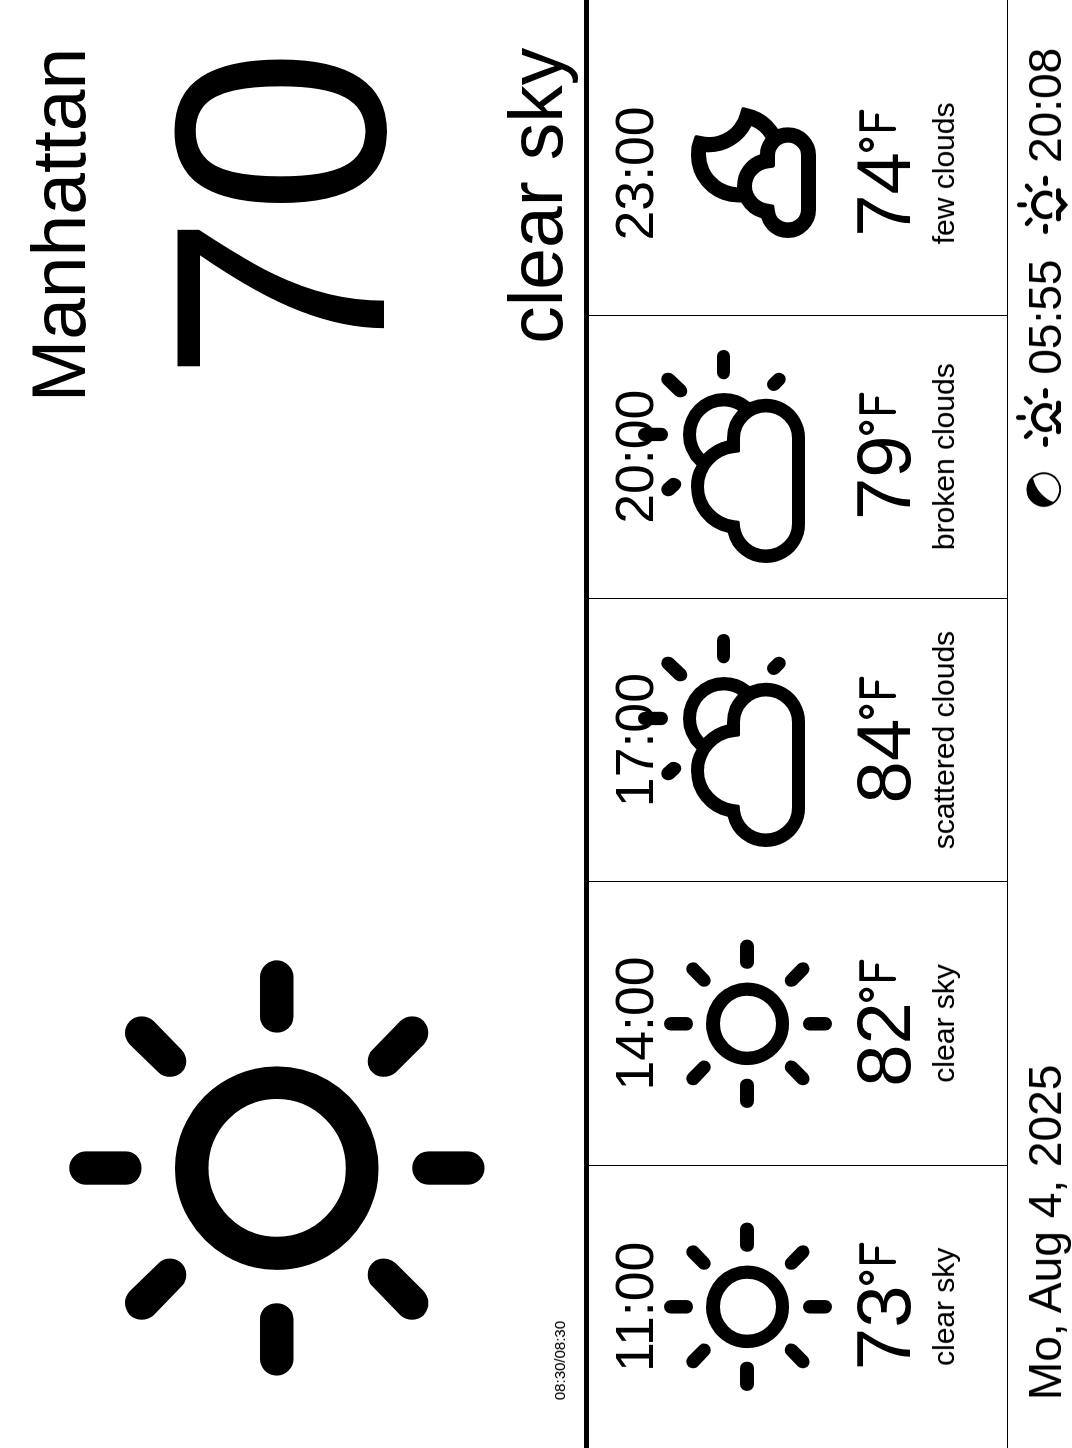 Manhattan
70
clear sky
08:30/08:30
11:00
73°F
clear sky
14:00
82°F
clear sky
17:00
84°F
scattered clouds
20:00
79°F
broken clouds
23:00
74°F
few clouds
Mo, Aug 4, 2025
05:55 20:08